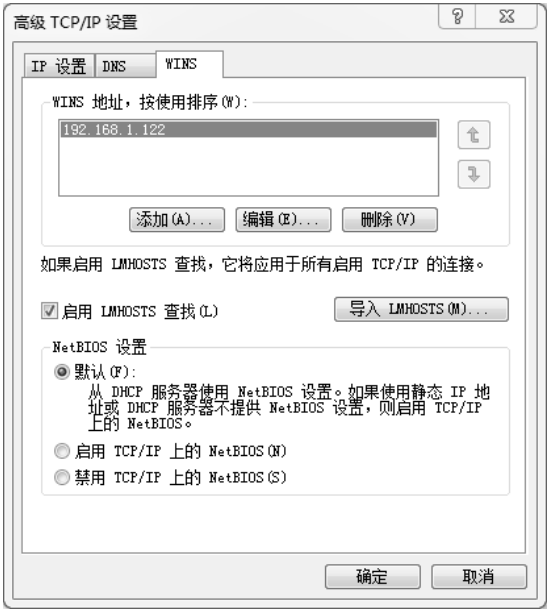 高级 TCP/IP 设置
IP 设置 DNS WINS
WINS 地址，按使用排序(W):
192.168.1.122
添加(A)... 编辑(E)... 删除(V)
如果启用 LMHOSTS 查找，它将应用于所有启用 TCP/IP 的连接。
启用 LMHOSTS 查找(L) 导入 LMHOSTS(M)...
NetBIOS 设置
默认(F):
从 DHCP 服务器使用 NetBIOS 设置。如果使用静态 IP 地
址或 DHCP 服务器不提供 NetBIOS 设置，则启用 TCP/IP
上的 NetBIOS。
启用 TCP/IP 上的 NetBIOS(N)
禁用 TCP/IP 上的 NetBIOS(S)
确定 取消